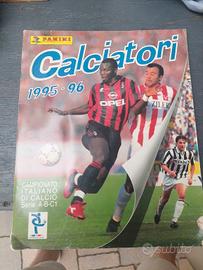 PANINI
Calciatori
1995-96
OPEL
CAMPIONATO
ITALIANO
DI CALCIO
Serie A-B-C1
subito